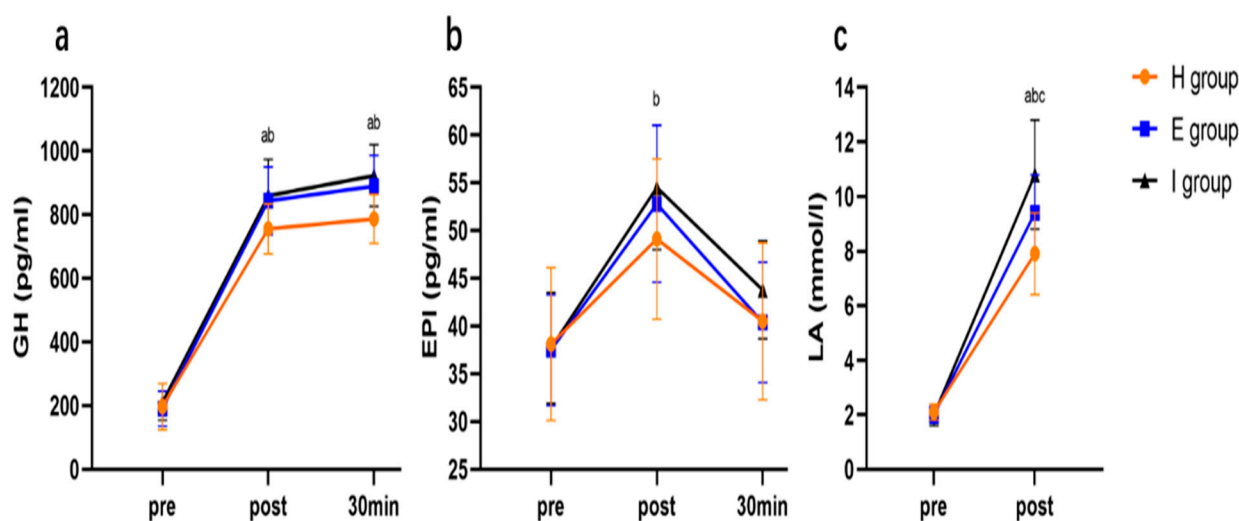 a
GH (pg/ml)
1200
1000
800
600
400
200
0
ab
ab
pre post 30min
b
EPI (pg/ml)
65
60
55
50
45
40
35
30
25
b
pre post 30min
c
LA (mmol/l)
14
12
10
8
6
4
2
0
abc
pre post
H group
E group
I group